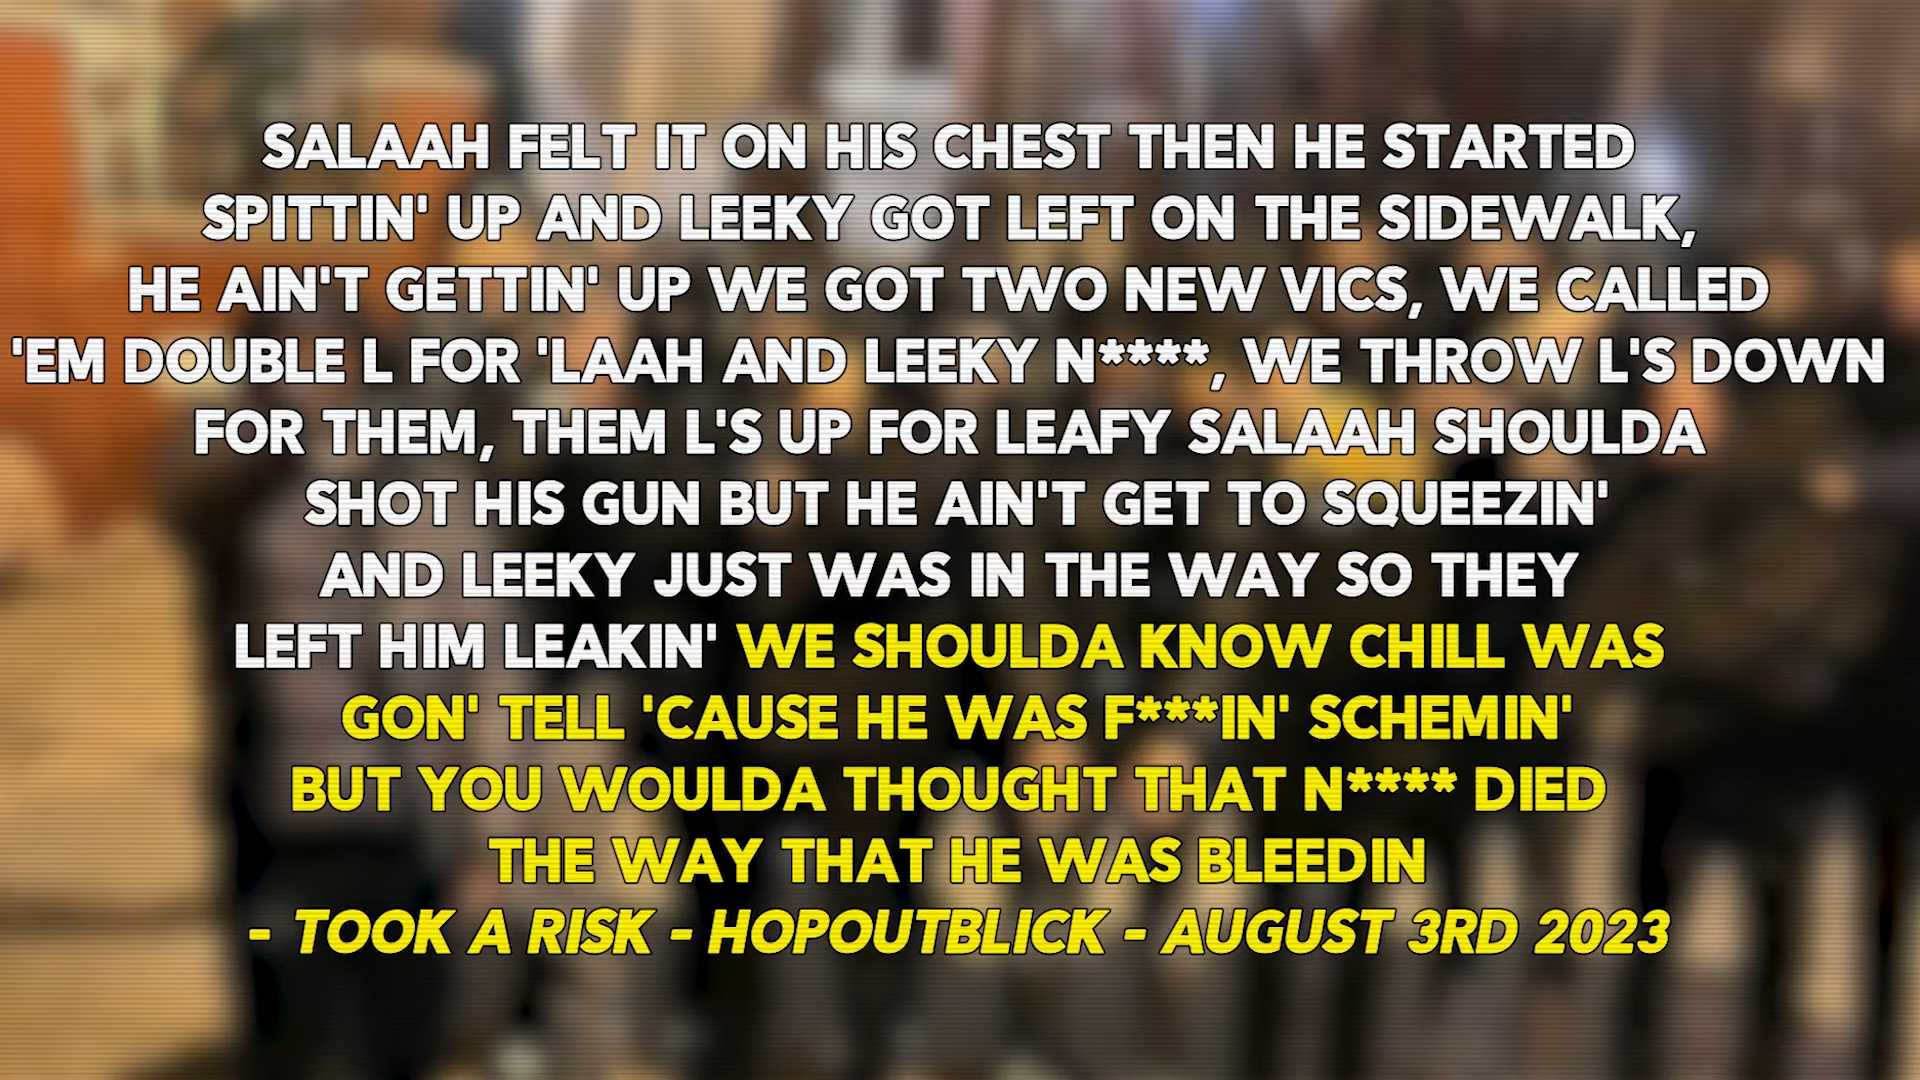 SALAAH FELT IT ON HIS CHEST THEN HE STARTED
SPITTIN' UP AND LEEKY GOT LEFT ON THE SIDEWALK,
HE AIN'T GETTIN' UP WE GOT TWO NEW VICS, WE CALLED
'EM DOUBLE L FOR 'LAAH AND LEEKY N****, WE THROW L'S DOWN
FOR THEM, THEM L'S UP FOR LEAFY SALAAH SHOULDA
SHOT HIS GUN BUT HE AIN'T GET TO SQUEEZIN'
AND LEEKY JUST WAS IN THE WAY SO THEY
LEFT HIM LEAKIN' WE SHOULDA KNOW CHILL WAS
GON' TELL 'CAUSE HE WAS F***IN' SCHEMIN'
BUT YOU WOULDA THOUGHT THAT N**** DIED
THE WAY THAT HE WAS BLEEDIN
- TOOK A RISK - HOPOUTBLICK - AUGUST 3RD 2023